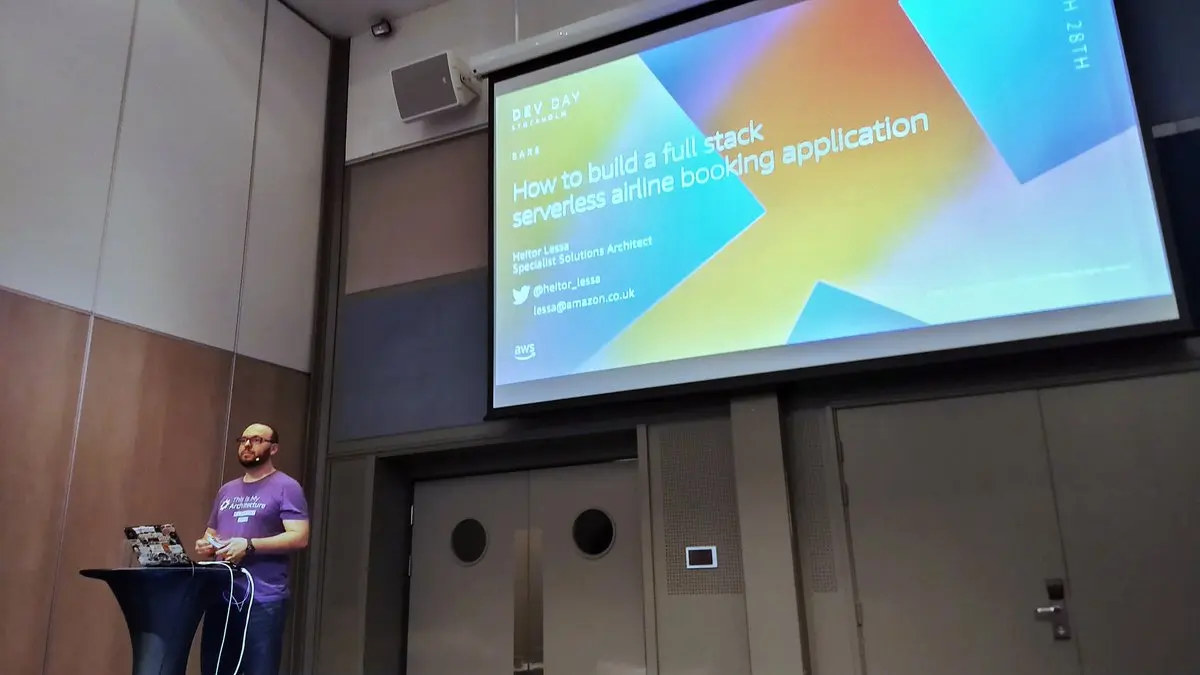 DEV DAY
STOCKHOLM
H 28TH
How to build a full stack
serverless airline booking application
Heitor Lessa
Specialist Solutions Architect
@heitor_lessa
lessa@amazon.co.uk
aws
This Is My
Architecture